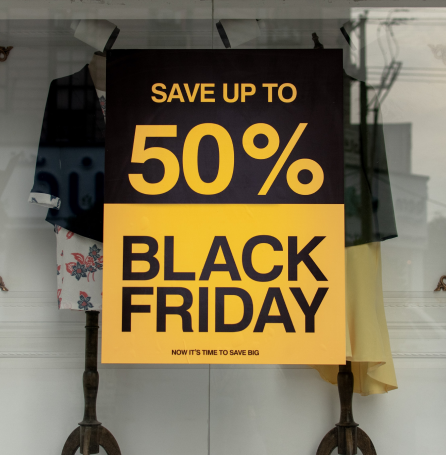 SAVE UP TO
50%
BLACK
FRIDAY
NOW IT'S TIME TO SAVE BIG